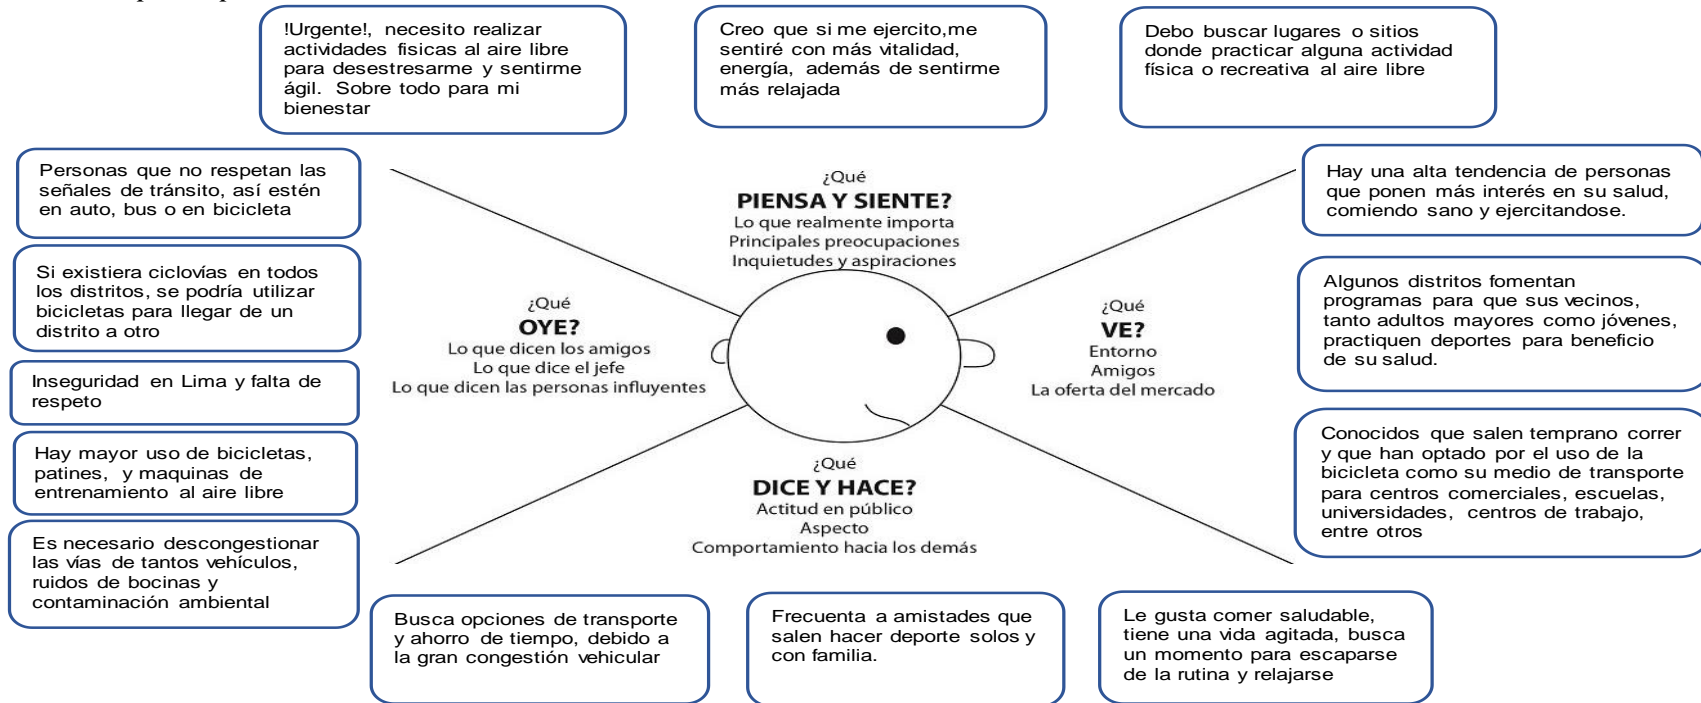 !Urgente!, necesito realizar
actividades fisicas al aire libre
para desestresarme y sentirme
ágil. Sobre todo para mi
bienestar
Creo que si me ejercito,me
sentiré con más vitalidad,
energía, además de sentirme
más relajada
Debo buscar lugares o sitios
donde practicar alguna actividad
física o recreativa al aire libre
Personas que no respetan las
señales de tránsito, así estén
en auto, bus o en bicicleta
Si existiera ciclovías en todos
los distritos, se podría utilizar
bicicletas para llegar de un
distrito a otro
Inseguridad en Lima y falta de
respeto
Hay mayor uso de bicicletas,
patines, y maquinas de
entrenamiento al aire libre
Es necesario descongestionar
las vías de tantos vehículos,
ruidos de bocinas y
contaminación ambiental
¿Qué
PIENSA Y SIENTE?
Lo que realmente importa
Principales preocupaciones
Inquietudes y aspiraciones
¿Qué
OYE?
Lo que dicen los amigos
Lo que dice el jefe
Lo que dicen las personas influyentes
¿Qué
VE?
Entorno
Amigos
La oferta del mercado
¿Qué
DICE Y HACE?
Actitud en público
Aspecto
Comportamiento hacia los demás
Hay una alta tendencia de personas
que ponen más interés en su salud,
comiendo sano y ejercitandose.
Algunos distritos fomentan
programas para que sus vecinos,
tanto adultos mayores como jóvenes,
practiquen deportes para beneficio
de su salud.
Conocidos que salen temprano correr
y que han optado por el uso de la
bicicleta como su medio de transporte
para centros comerciales, escuelas,
universidades, centros de trabajo,
entre otros
Busca opciones de transporte
y ahorro de tiempo, debido a
la gran congestión vehicular
Frecuenta a amistades que
salen hacer deporte solos y
con familia.
Le gusta comer saludable,
tiene una vida agitada, busca
un momento para escaparse
de la rutina y relajarse